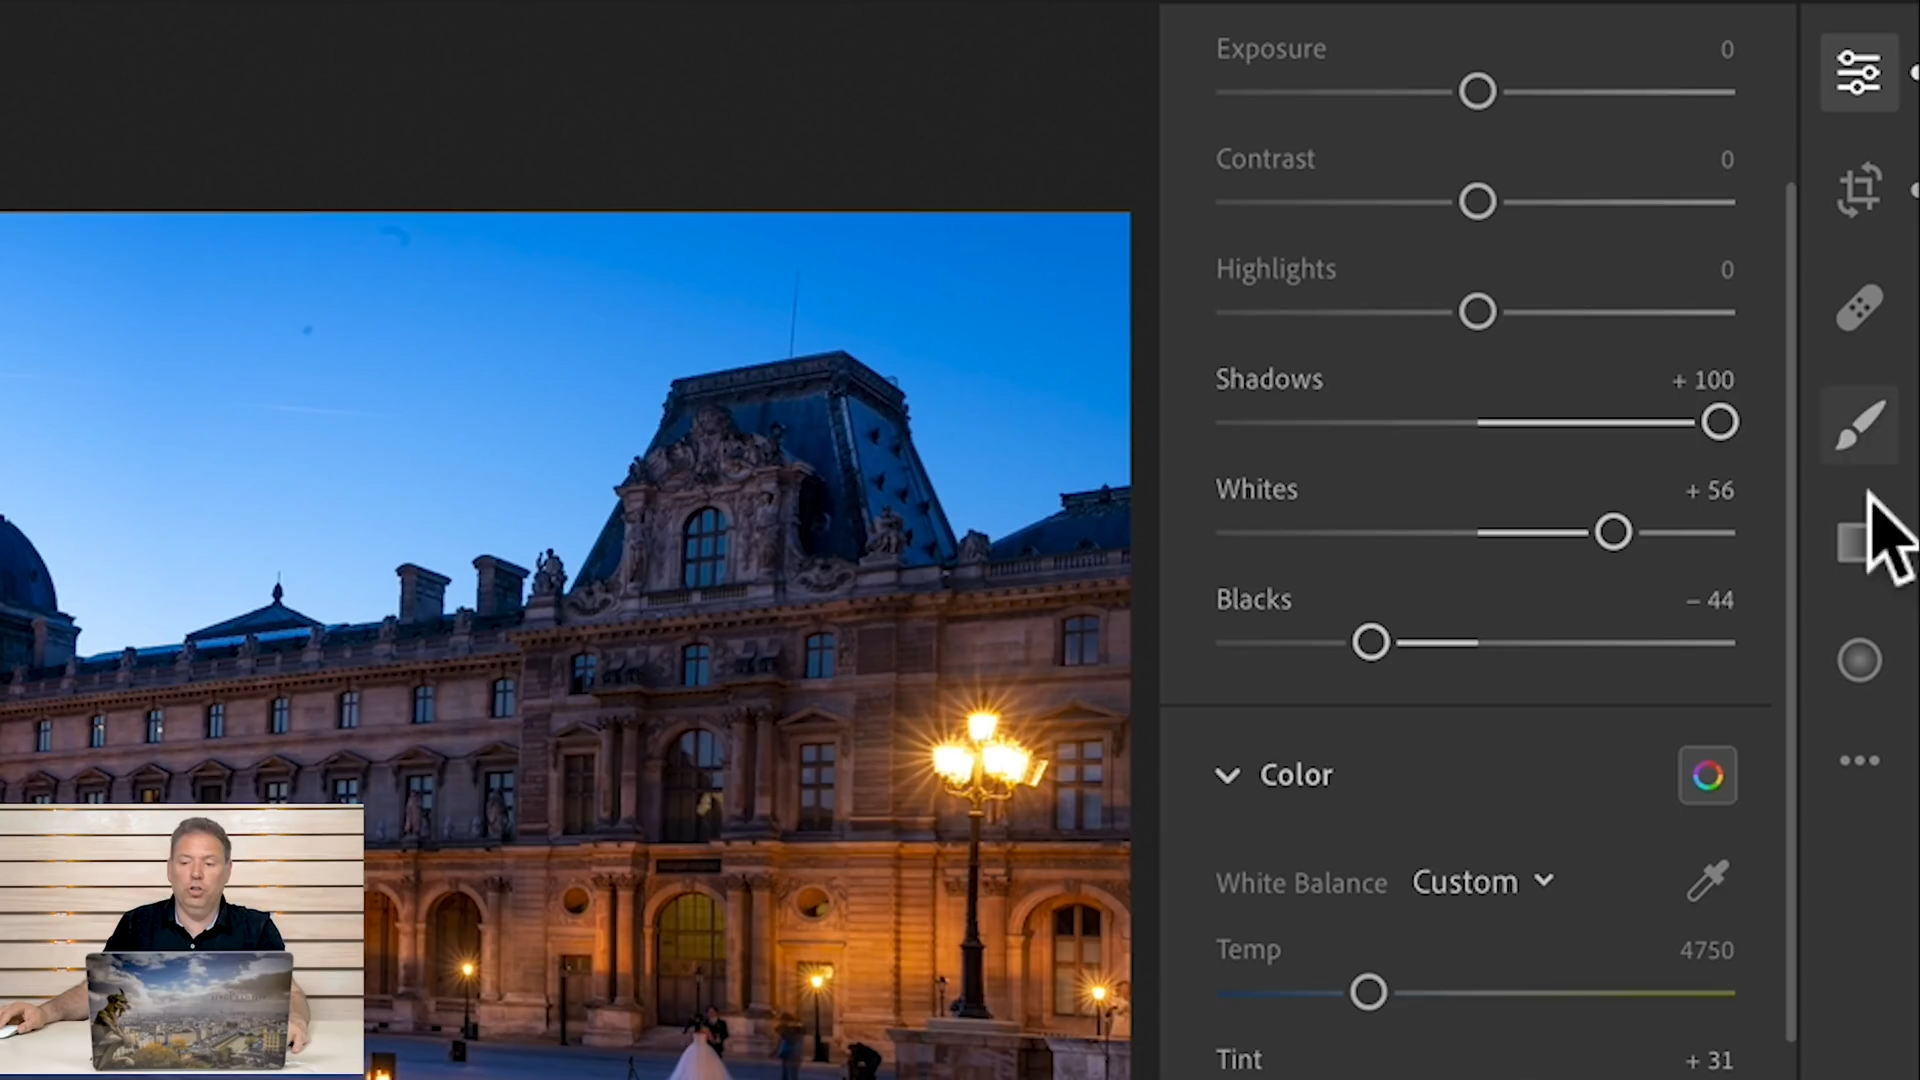 Exposure 0
Contrast 0
Highlights 0
Shadows + 100
Whites + 56
Blacks – 44
Color
White Balance Custom
Temp 4750
Tint + 31